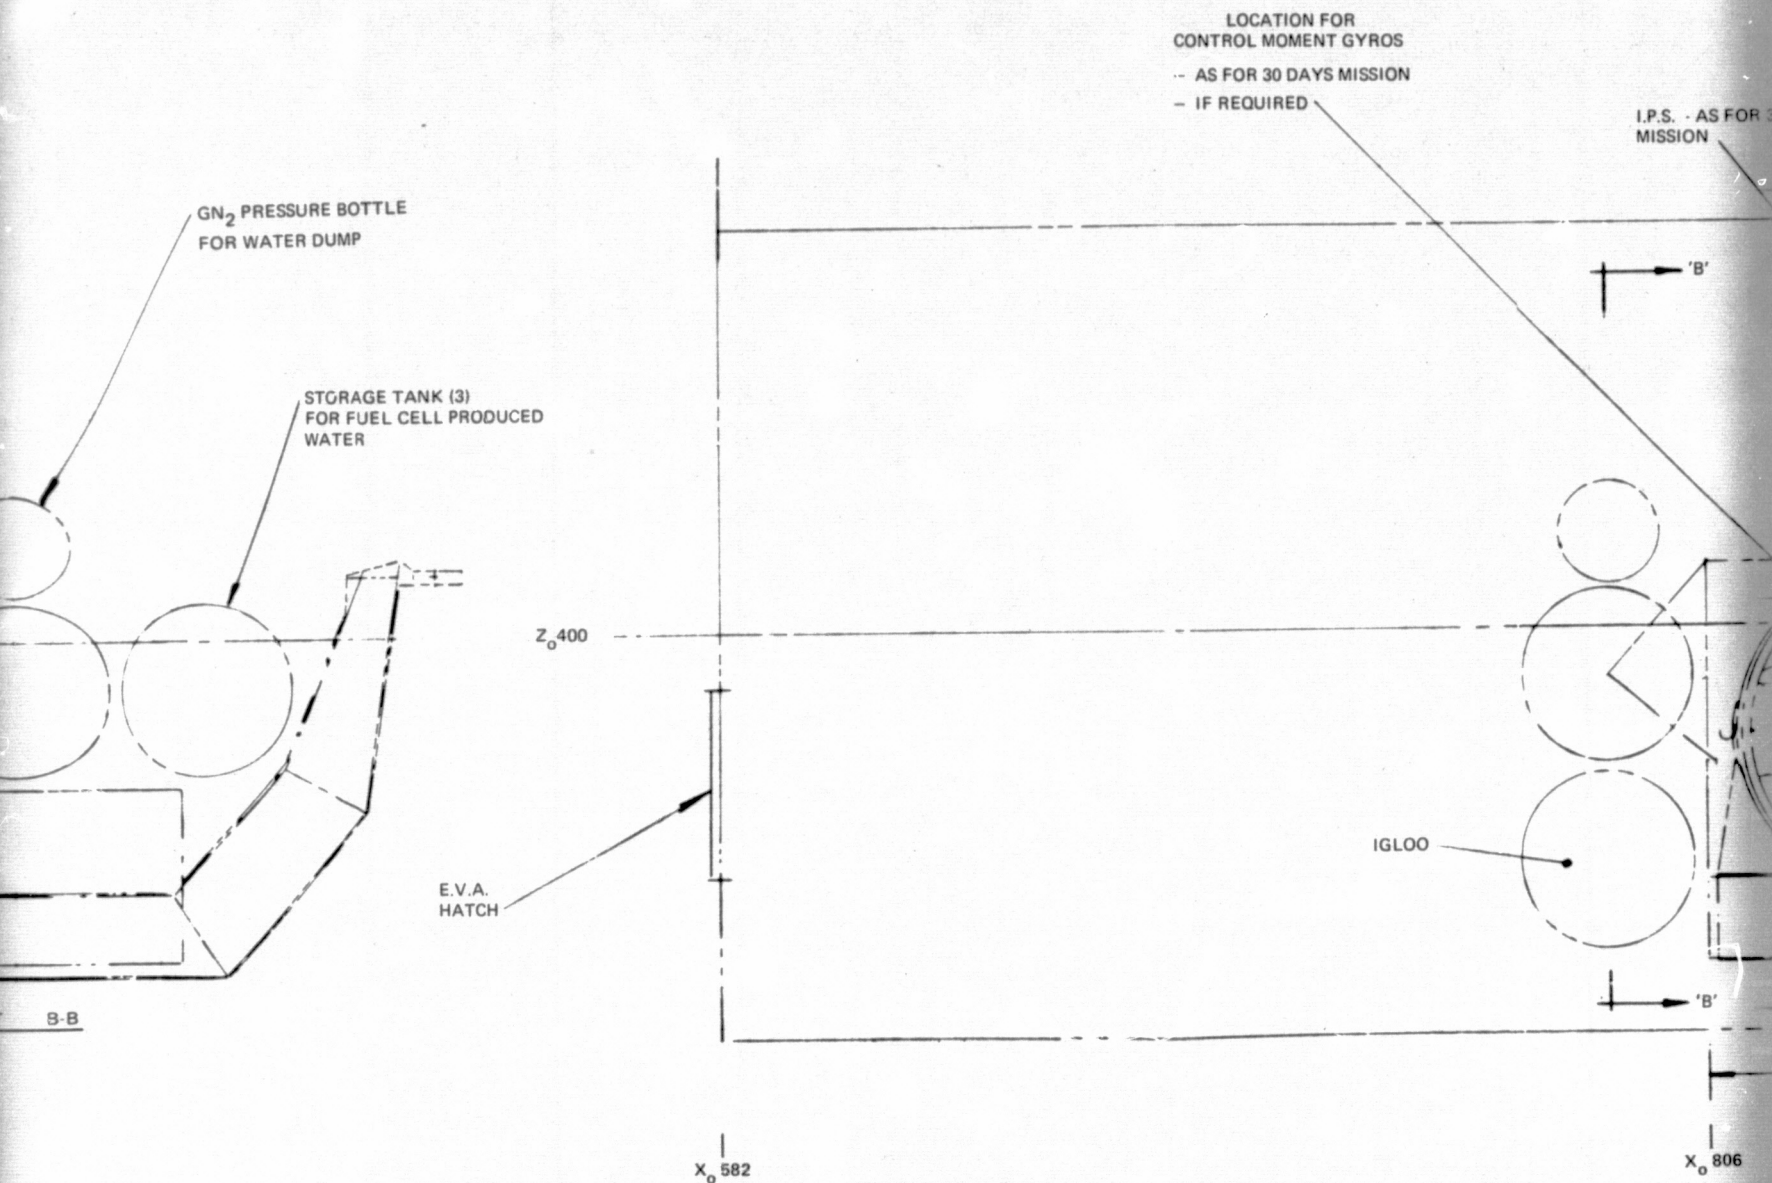 LOCATION FOR
CONTROL MOMENT GYROS
- AS FOR 30 DAYS MISSION
- IF REQUIRED
I.P.S. - AS FOR
MISSION
GN2 PRESSURE BOTTLE
FOR WATER DUMP
'B'
STORAGE TANK (3)
FOR FUEL CELL PRODUCED
WATER
Zo400
IGLOO
E.V.A.
HATCH
'B'
B-B
Xo 582
Xo 806